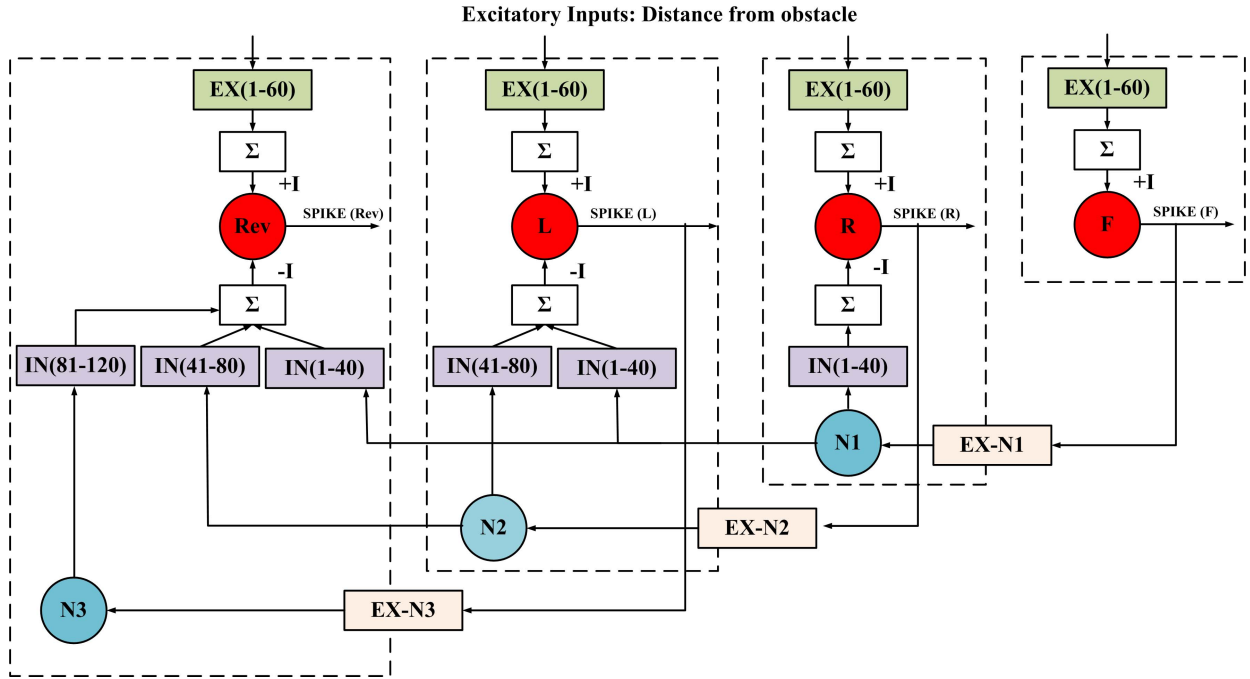 Excitatory Inputs: Distance from obstacle
EX(1-60)
EX(1-60)
EX(1-60)
EX(1-60)
Σ
Σ
Σ
Σ
+I
+I
+I
+I
Rev
SPIKE (Rev)
L
SPIKE (L)
R
SPIKE (R)
F
SPIKE (F)
-I
-I
-I
Σ
Σ
Σ
IN(81-120)
IN(41-80)
IN(1-40)
IN(41-80)
IN(1-40)
IN(1-40)
N1
EX-N1
N2
EX-N2
N3
EX-N3